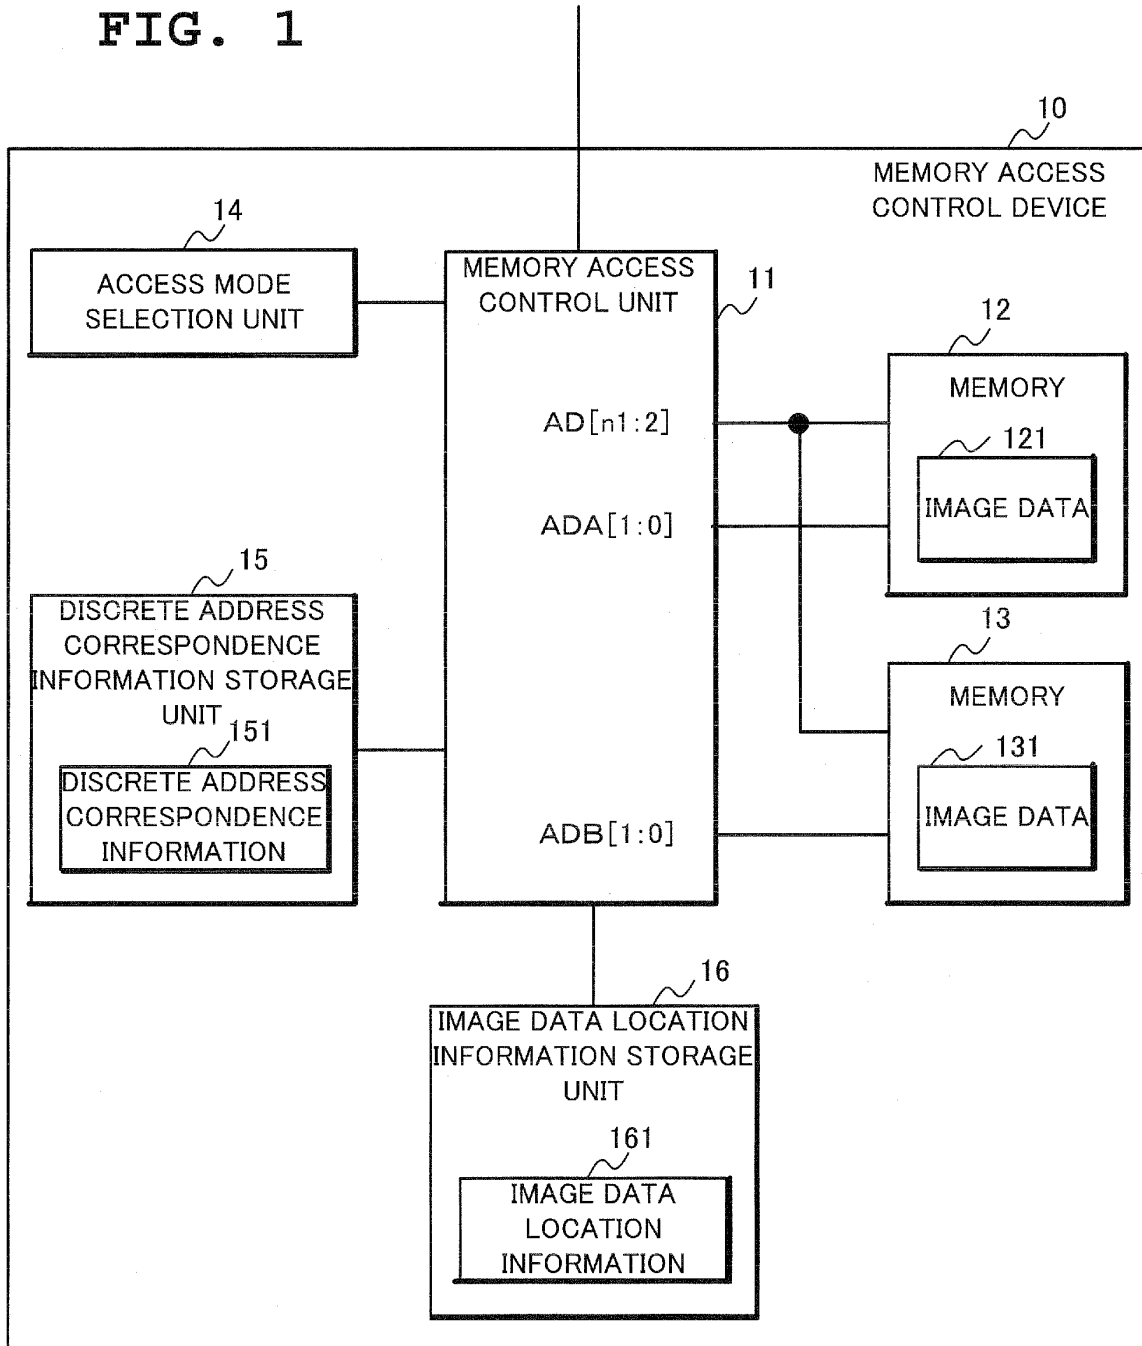 FIG. 1
10
MEMORY ACCESS
CONTROL DEVICE
14
ACCESS MODE
SELECTION UNIT
MEMORY ACCESS
CONTROL UNIT
11
AD[n1:2]
ADA[1:0]
ADB[1:0]
12
MEMORY
121
IMAGE DATA
13
MEMORY
131
IMAGE DATA
15
DISCRETE ADDRESS
CORRESPONDENCE
INFORMATION STORAGE
UNIT
151
DISCRETE ADDRESS
CORRESPONDENCE
INFORMATION
16
IMAGE DATA LOCATION
INFORMATION STORAGE
UNIT
161
IMAGE DATA
LOCATION
INFORMATION